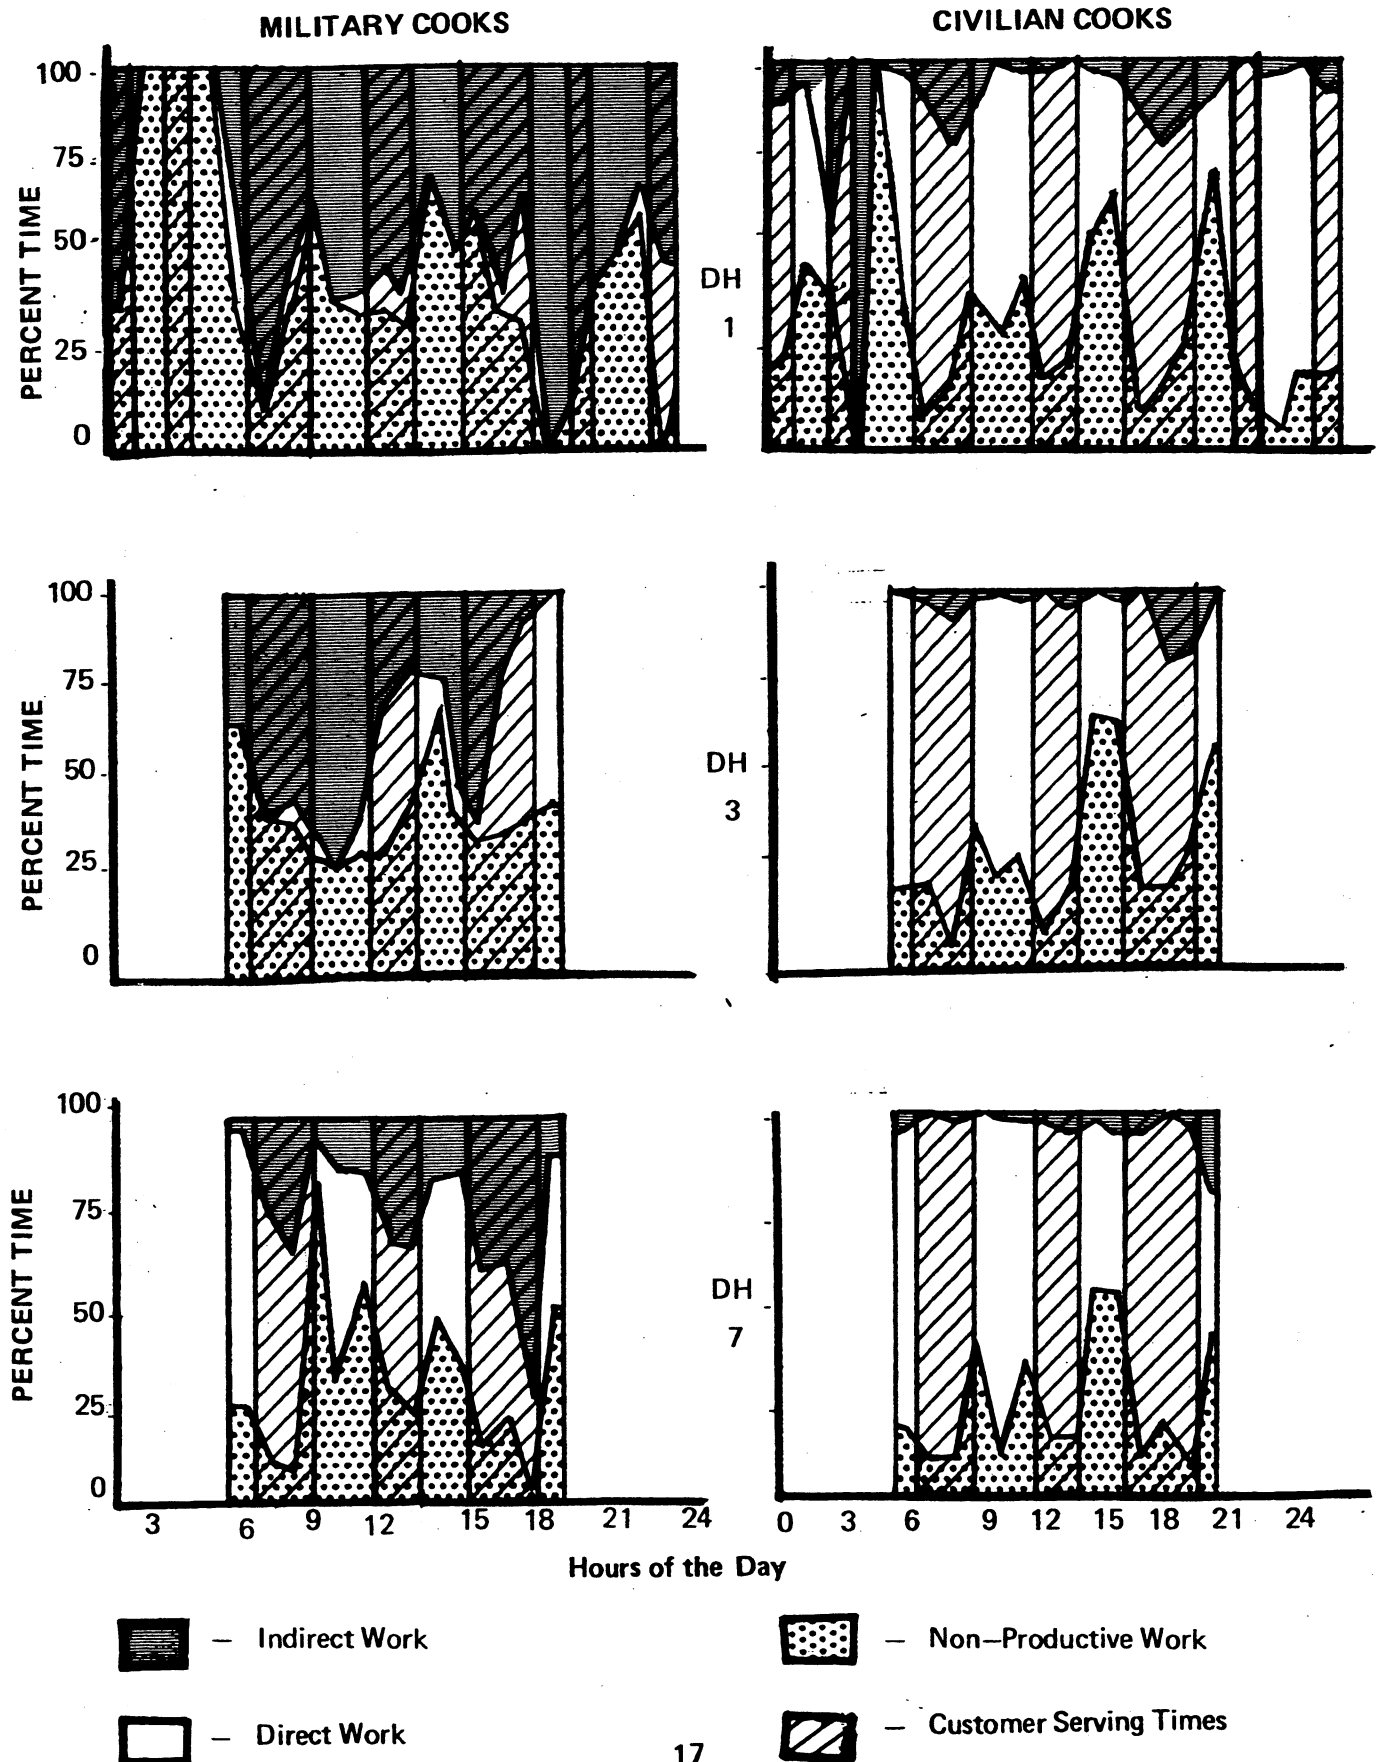 MILITARY COOKS
CIVILIAN COOKS
PERCENT TIME
100
75
50
25
0
DH
1
PERCENT TIME
100
75
50
25
0
DH
3
PERCENT TIME
100
75
50
25
0
DH
7
3 6 9 12 15 18 21 24
0 3 6 9 12 15 18 21 24
Hours of the Day
– Indirect Work
– Non–Productive Work
– Direct Work
– Customer Serving Times
17